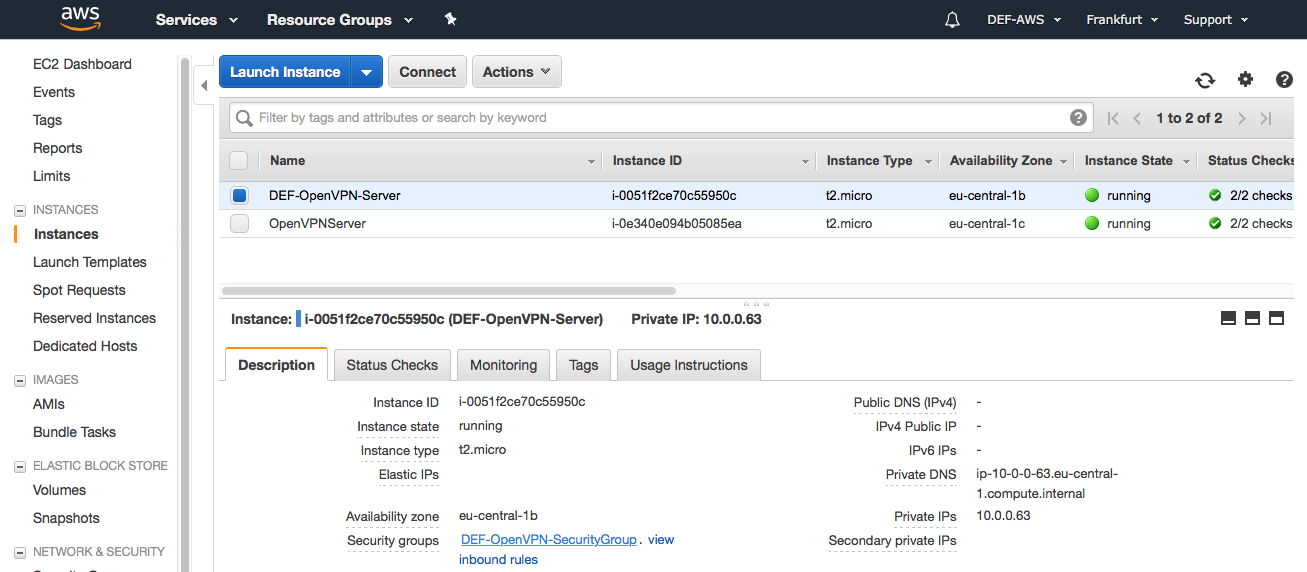 aws Services Resource Groups DEF-AWS Frankfurt Support
EC2 Dashboard
Events
Tags
Reports
Limits
INSTANCES
Instances
Launch Templates
Spot Requests
Reserved Instances
Dedicated Hosts
IMAGES
AMIs
Bundle Tasks
ELASTIC BLOCK STORE
Volumes
Snapshots
NETWORK & SECURITY
Launch Instance Connect Actions
Filter by tags and attributes or search by keyword 1 to 2 of 2
Name Instance ID Instance Type Availability Zone Instance State Status Checks
DEF-OpenVPN-Server i-0051f2ce70c55950c t2.micro eu-central-1b running 2/2 checks
OpenVPNServer i-0e340e094b05085ea t2.micro eu-central-1c running 2/2 checks
Instance: i-0051f2ce70c55950c (DEF-OpenVPN-Server) Private IP: 10.0.0.63
Description Status Checks Monitoring Tags Usage Instructions
Instance ID i-0051f2ce70c55950c Public DNS (IPv4) -
Instance state running IPv4 Public IP -
Instance type t2.micro IPv6 IPs -
Elastic IPs Private DNS ip-10-0-0-63.eu-central-
1.compute.internal
Availability zone eu-central-1b Private IPs 10.0.0.63
Security groups DEF-OpenVPN-SecurityGroup. view Secondary private IPs
inbound rules